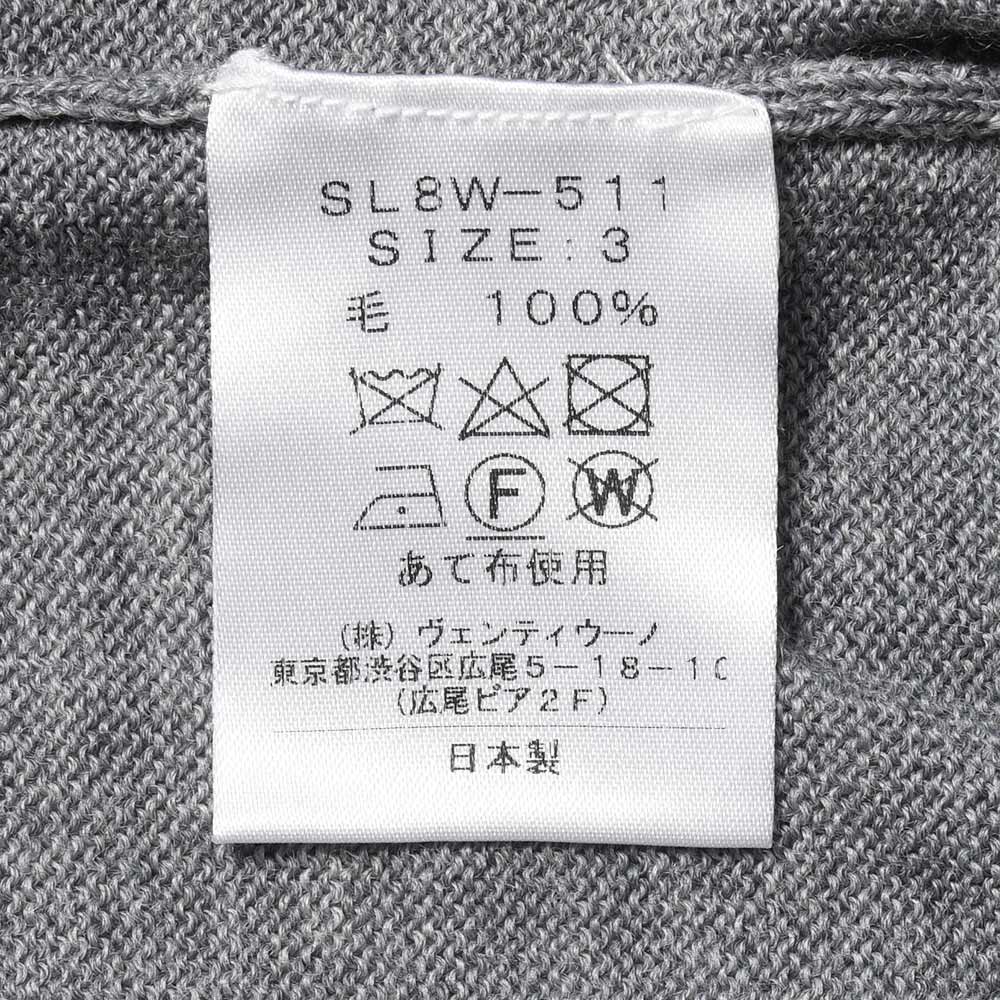 SL8W-511
SIZE:3
毛 100%
F W
あて布使用
(株)ヴェンティウーノ
東京都渋谷区広尾5-18-10
(広尾ピア2F)
日本製